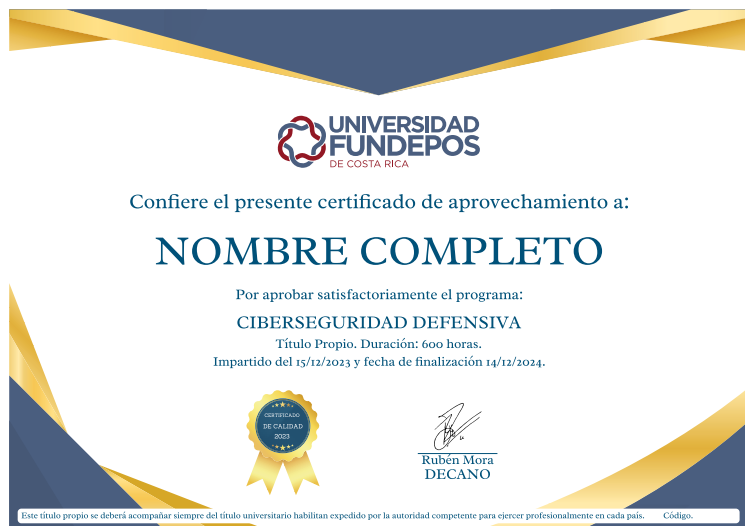 UNIVERSIDAD
FUNDEPOS
DE COSTA RICA
Confiere el presente certificado de aprovechamiento a:
NOMBRE COMPLETO
Por aprobar satisfactoriamente el programa:
CIBERSEGURIDAD DEFENSIVA
Título Propio. Duración: 600 horas.
Impartido del 15/12/2023 y fecha de finalización 14/12/2024.
CERTIFICADO
DE CALIDAD
2023
Rubén Mora
DECANO
Este título propio se deberá acompañar siempre del título universitario habilitan expedido por la autoridad competente para ejercer profesionalmente en cada país. Código.